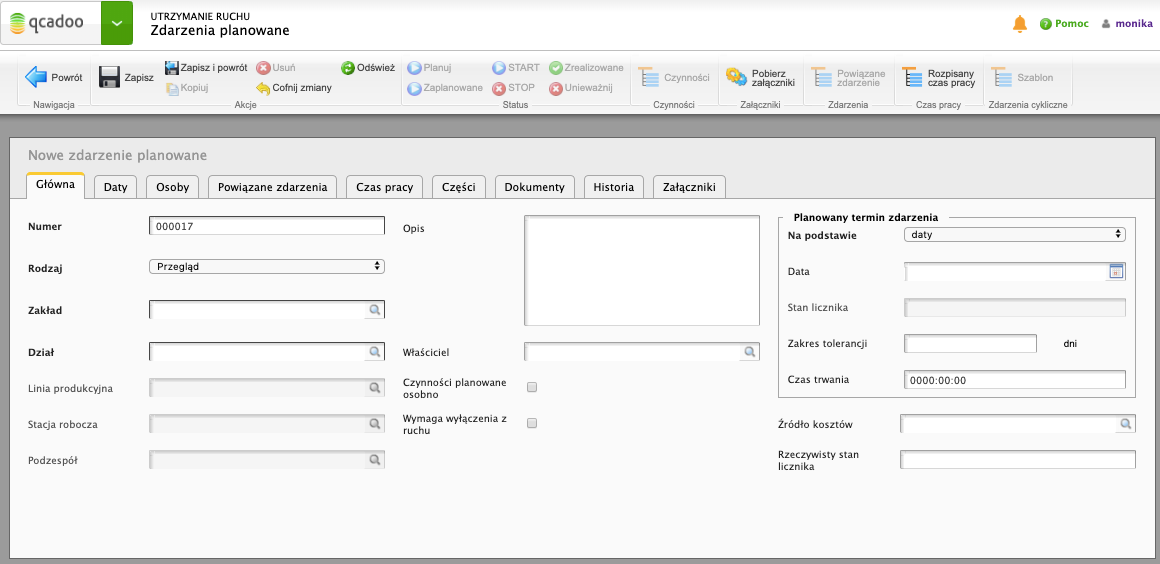 qcadoo
UTRZYMANIE RUCHU
Zdarzenia planowane
Pomoc
monika
Powrót
Nawigacja
Zapisz
Zapisz i powrót
Usuń
Odśwież
Kopiuj
Cofnij zmiany
Akcje
Planuj
START
Zrealizowane
Zaplanowane
STOP
Unieważnij
Status
Czynności
Czynności
Pobierz
załączniki
Załączniki
Powiązane
zdarzenie
Zdarzenia
Rozpisany
czas pracy
Czas pracy
Szablon
Zdarzenia cykliczne
Nowe zdarzenie planowane
Główna
Daty
Osoby
Powiązane zdarzenia
Czas pracy
Części
Dokumenty
Historia
Załączniki
Numer
000017
Rodzaj
Przegląd
Zakład
Dział
Linia produkcyjna
Stacja robocza
Podzespół
Opis
Właściciel
Czynności planowane
osobno
Wymaga wyłączenia z
ruchu
Planowany termin zdarzenia
Na podstawie
daty
Data
Stan licznika
Zakres tolerancji
dni
Czas trwania
0000:00:00
Źródło kosztów
Rzeczywisty stan
licznika